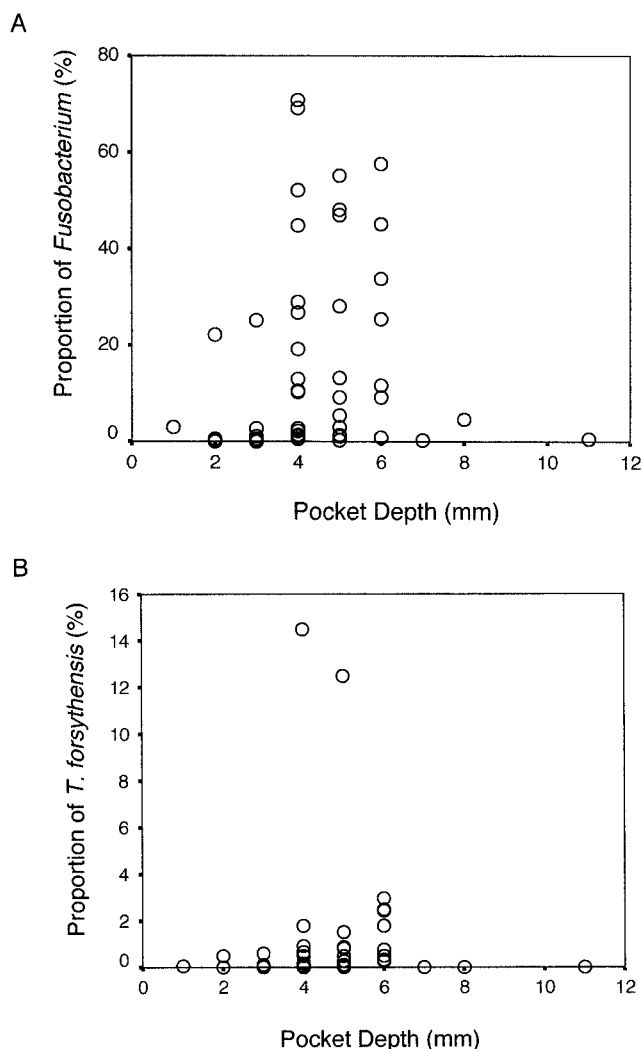 A
Proportion of Fusobacterium (%)
80
60
40
20
0
0 2 4 6 8 10 12
Pocket Depth (mm)
B
Proportion of T. forsythensis (%)
16
14
12
10
8
6
4
2
0
0 2 4 6 8 10 12
Pocket Depth (mm)